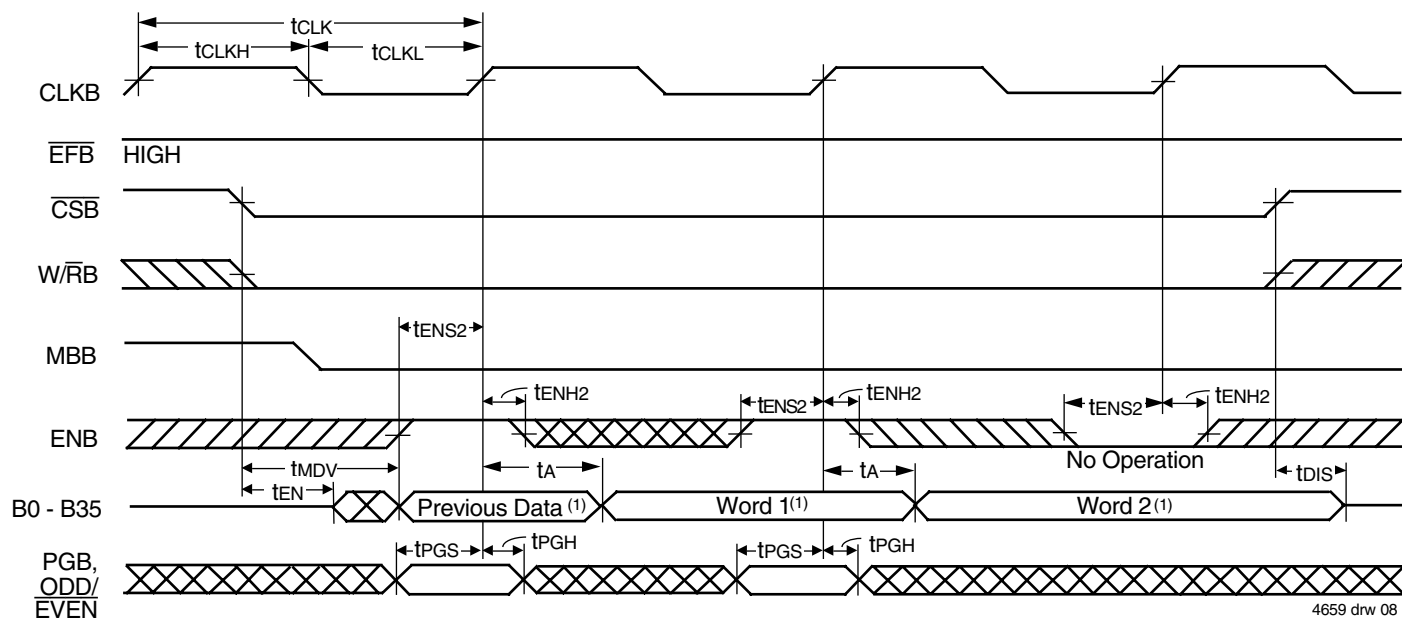 tCLK
tCLKH
tCLKL
CLKB
EFB
HIGH
CSB
W/RB
tENS2
MBB
tENH2
tENS2
tENH2
tENS2
tENH2
ENB
No Operation
tMDV
tA
tA
tDIS
tEN
B0 - B35
Previous Data (1)
Word 1(1)
Word 2(1)
tPGS
tPGH
tPGS
tPGH
PGB,
ODD/
EVEN
4659 drw 08